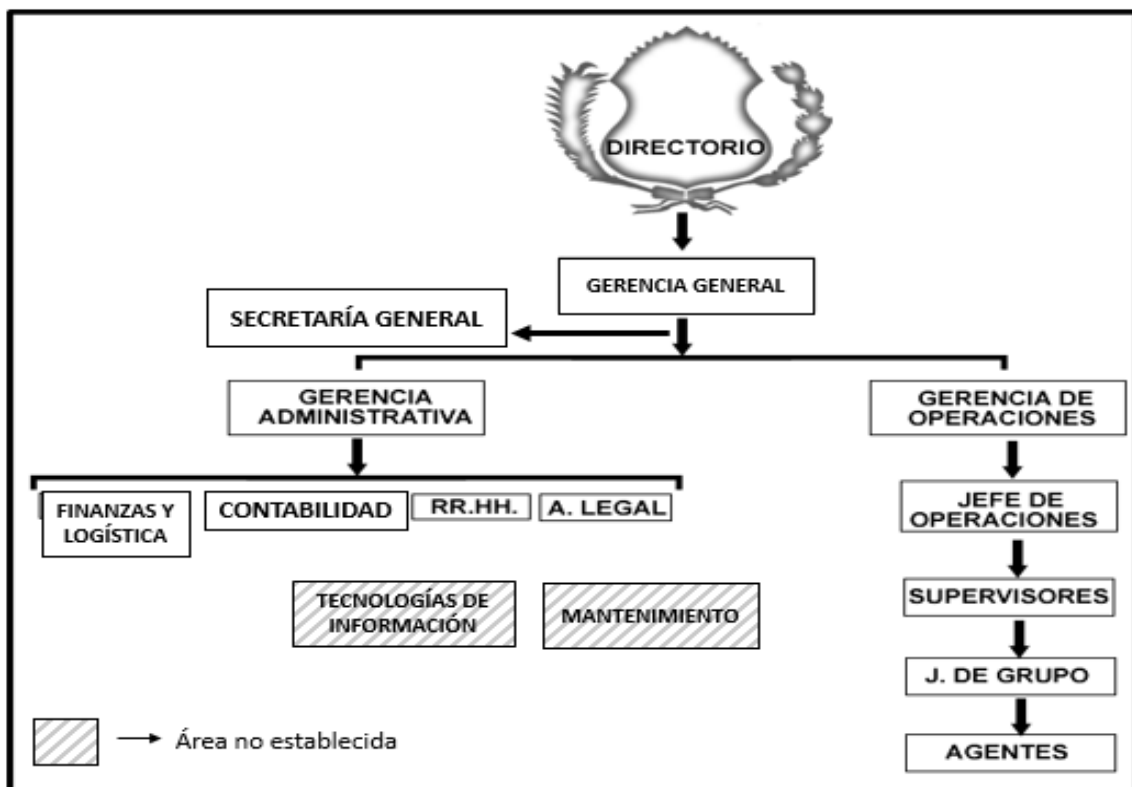 DIRECTORIO
GERENCIA GENERAL
SECRETARÍA GENERAL
GERENCIA
ADMINISTRATIVA
GERENCIA DE
OPERACIONES
FINANZAS Y
LOGÍSTICA
CONTABILIDAD
RR.HH.
A. LEGAL
JEFE DE
OPERACIONES
TECNOLOGÍAS DE
INFORMACIÓN
MANTENIMIENTO
SUPERVISORES
J. DE GRUPO
AGENTES
Área no establecida